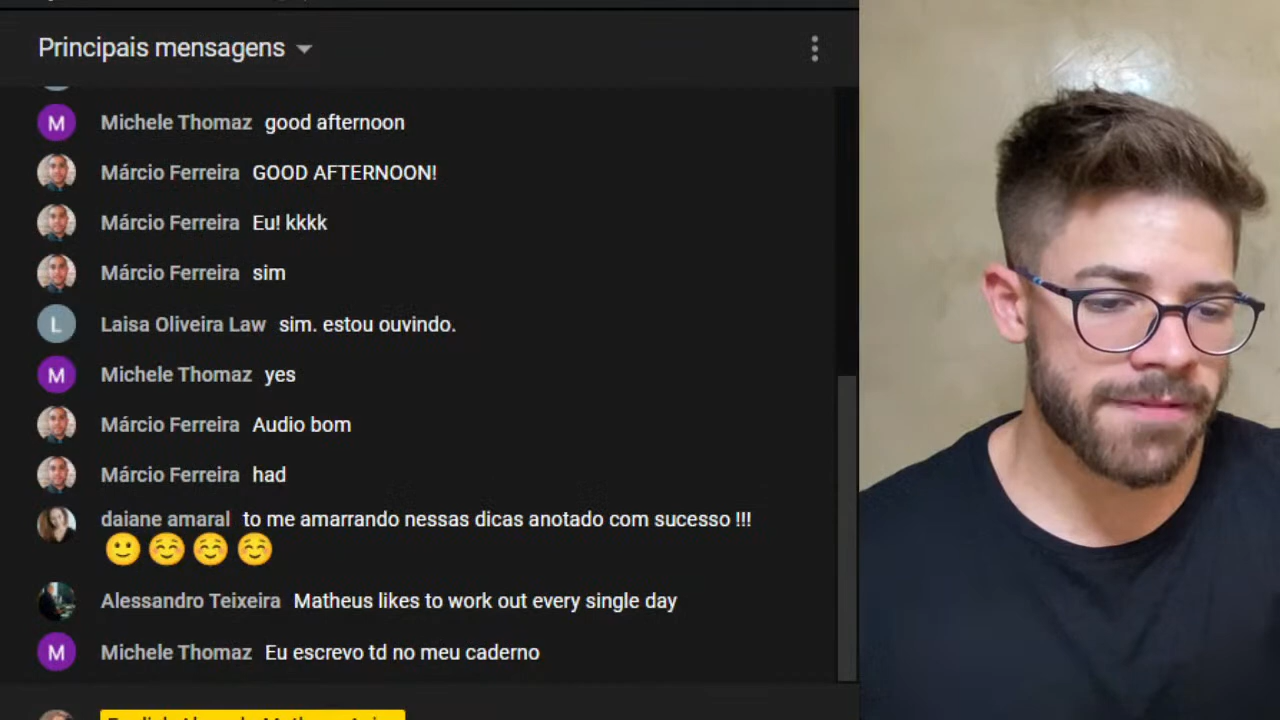 Principais mensagens
Michele Thomaz good afternoon
Márcio Ferreira GOOD AFTERNOON!
Márcio Ferreira Eu! kkkk
Márcio Ferreira sim
L Laisa Oliveira Law sim. estou ouvindo.
M Michele Thomaz yes
Márcio Ferreira Audio bom
Márcio Ferreira had
daiane amaral to me amarrando nessas dicas anotado com sucesso !!!
Alessandro Teixeira Matheus likes to work out every single day
M Michele Thomaz Eu escrevo td no meu caderno